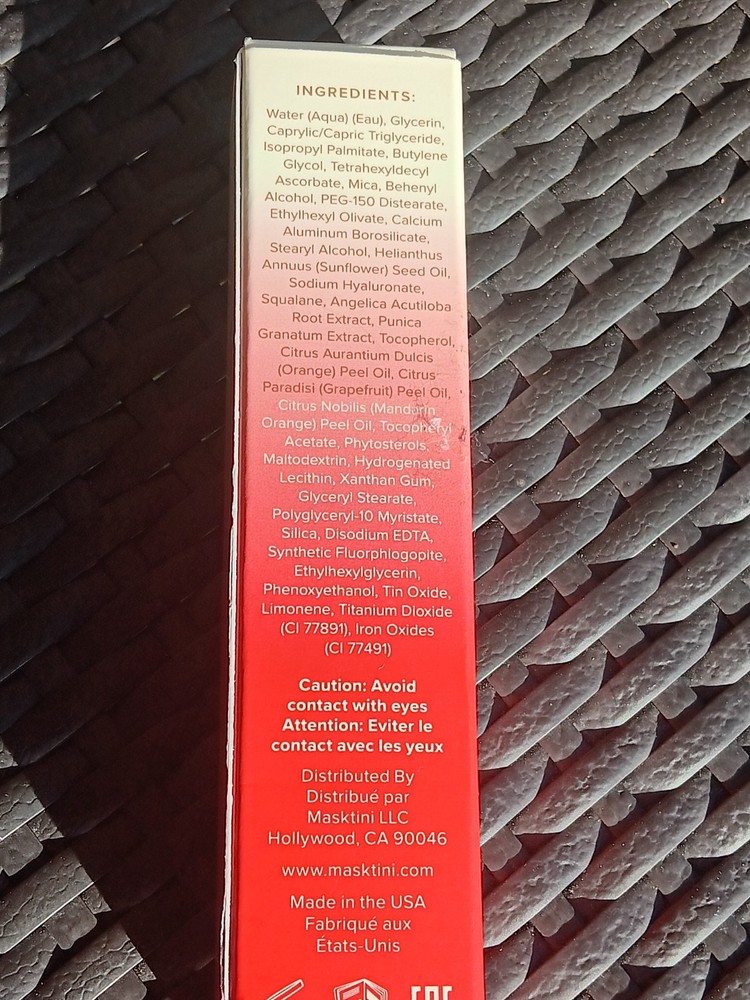 INGREDIENTS:
Water (Aqua) (Eau), Glycerin,
Caprylic/Capric Triglyceride,
Isopropyl Palmitate, Butylene
Glycol, Tetrahexyldecyl
Ascorbate, Mica, Behenyl
Alcohol, PEG-150 Distearate,
Ethylhexyl Olivate, Calcium
Aluminum Borosilicate,
Stearyl Alcohol, Helianthus
Annuus (Sunflower) Seed Oil,
Sodium Hyaluronate,
Squalane, Angelica Acutiloba
Root Extract, Punica
Granatum Extract, Tocopherol,
Citrus Aurantium Dulcis
(Orange) Peel Oil, Citrus
Paradisi (Grapefruit) Peel Oil,
Citrus Nobilis (Mandarin
Orange) Peel Oil, Tocopheryl
Acetate, Phytosterols,
Maltodextrin, Hydrogenated
Lecithin, Xanthan Gum,
Glyceryl Stearate,
Polyglyceryl-10 Myristate,
Silica, Disodium EDTA,
Synthetic Fluorphlogopite,
Ethylhexylglycerin,
Phenoxyethanol, Tin Oxide,
Limonene, Titanium Dioxide
(CI 77891), Iron Oxides
(CI 77491)
Caution: Avoid
contact with eyes
Attention: Eviter le
contact avec les yeux
Distributed By
Distribué par
Masktini LLC
Hollywood, CA 90046
www.masktini.com
Made in the USA
Fabriqué aux
États-Unis